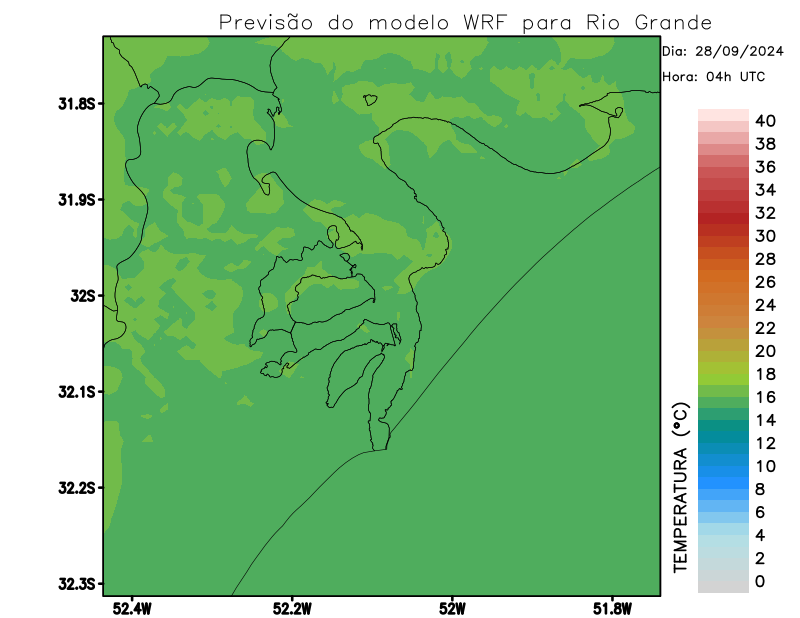 Previsão do modelo WRF para Rio Grande
Dia: 28/09/2024
Hora: 04h UTC
31.8S
31.9S
32S
32.1S
32.2S
32.3S
52.4W
52.2W
52W
51.8W
TEMPERATURA (°C)
40
38
36
34
32
30
28
26
24
22
20
18
16
14
12
10
8
6
4
2
0